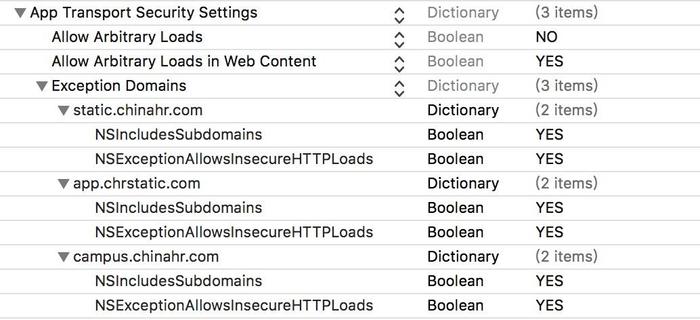 App Transport Security Settings Dictionary (3 items)
Allow Arbitrary Loads Boolean NO
Allow Arbitrary Loads in Web Content Boolean YES
Exception Domains Dictionary (3 items)
static.chinahr.com Dictionary (2 items)
NSIncludesSubdomains Boolean YES
NSExceptionAllowsInsecureHTTPLoads Boolean YES
app.chrstatic.com Dictionary (2 items)
NSIncludesSubdomains Boolean YES
NSExceptionAllowsInsecureHTTPLoads Boolean YES
campus.chinahr.com Dictionary (2 items)
NSIncludesSubdomains Boolean YES
NSExceptionAllowsInsecureHTTPLoads Boolean YES